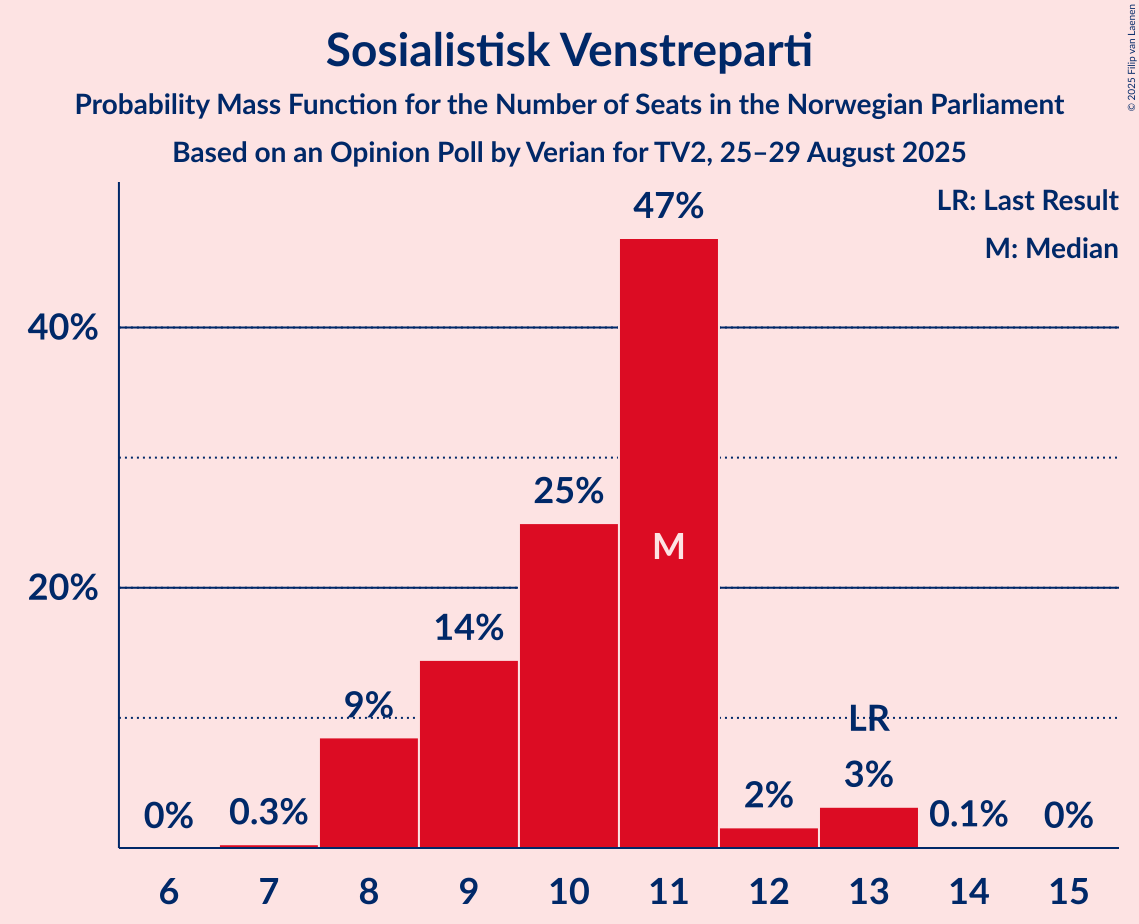 Sosialistisk Venstreparti
Probability Mass Function for the Number of Seats in the Norwegian Parliament
Based on an Opinion Poll by Verian for TV2, 25–29 August 2025
© 2025 Filip van Laenen
LR: Last Result
M: Median
47%
40%
25%
M
20%
14%
9%
LR
3%
2%
0%
0.3%
0.1%
0%
6 7 8 9 10 11 12 13 14 15